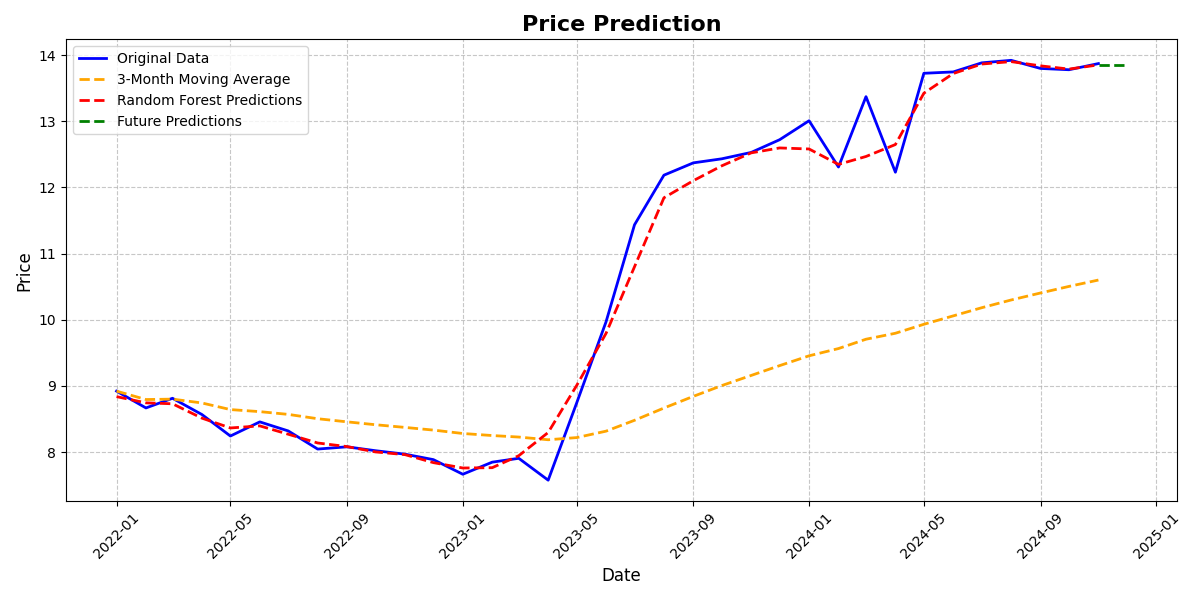 Price Prediction
Original Data
3-Month Moving Average
Random Forest Predictions
Future Predictions
Price
14
13
12
11
10
9
8
2022-01
2022-05
2022-09
2023-01
2023-05
2023-09
2024-01
2024-05
2024-09
2025-01
Date